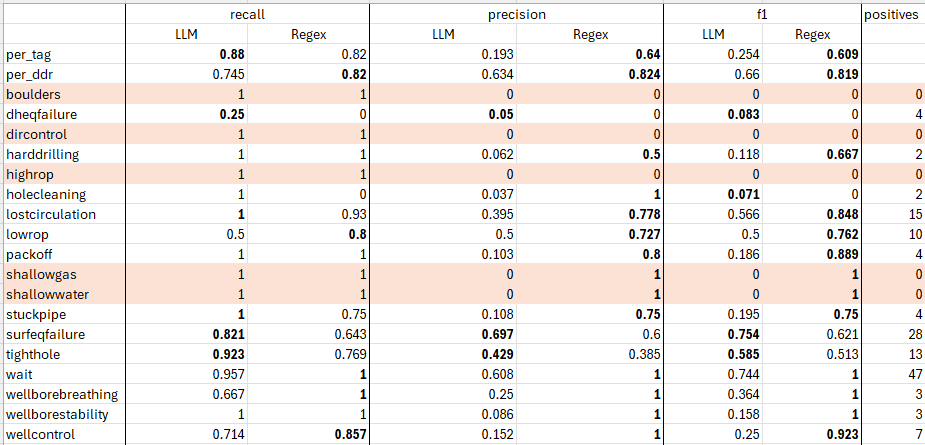 recall precision f1 positives
LLM Regex LLM Regex LLM Regex
per_tag 0.88 0.82 0.193 0.64 0.254 0.609
per_ddr 0.745 0.82 0.634 0.824 0.66 0.819
boulders 1 1 0 0 0 0 0
dheqfailure 0.25 0 0.05 0 0.083 0 4
dircontrol 1 1 0 0 0 0 0
harddrilling 1 1 0.062 0.5 0.118 0.667 2
highrop 1 1 0 0 0 0 0
holecleaning 1 0 0.037 1 0.071 0 2
lostcirculation 1 0.93 0.395 0.778 0.566 0.848 15
lowrop 0.5 0.8 0.5 0.727 0.5 0.762 10
packoff 1 1 0.103 0.8 0.186 0.889 4
shallowgas 1 1 0 1 0 1 0
shallowwater 1 1 0 1 0 1 0
stuckpipe 1 0.75 0.108 0.75 0.195 0.75 4
surfeqfailure 0.821 0.643 0.697 0.6 0.754 0.621 28
tighthole 0.923 0.769 0.429 0.385 0.585 0.513 13
wait 0.957 1 0.608 1 0.744 1 47
wellborebreathing 0.667 1 0.25 1 0.364 1 3
wellborestability 1 1 0.086 1 0.158 1 3
wellcontrol 0.714 0.857 0.152 1 0.25 0.923 7